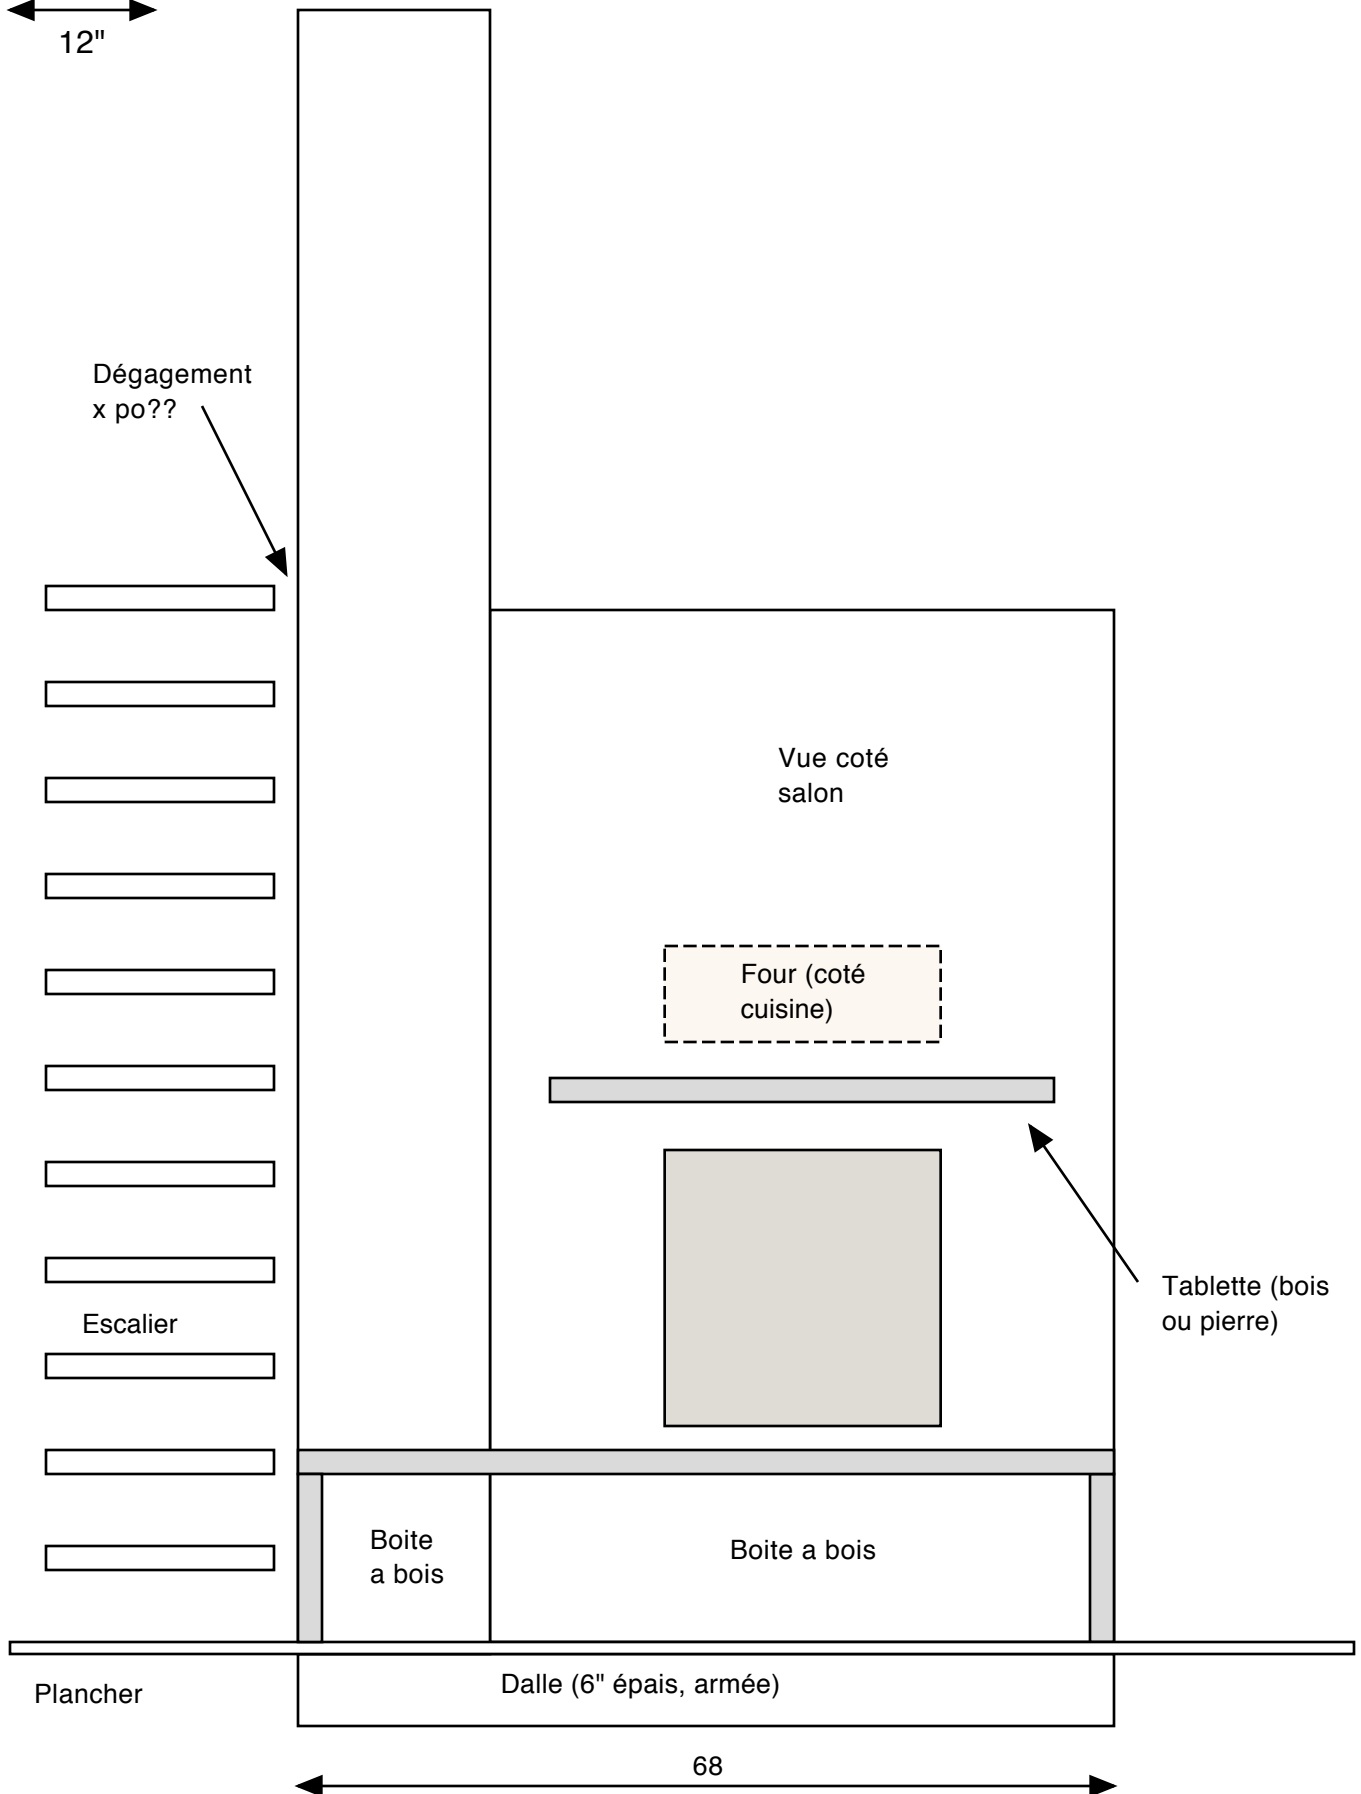 12"
Dégagement
x po??
Vue coté
salon
Four (coté
cuisine)
Tablette (bois
ou pierre)
Escalier
Boite
a bois
Boite a bois
Plancher
Dalle (6" épais, armée)
68